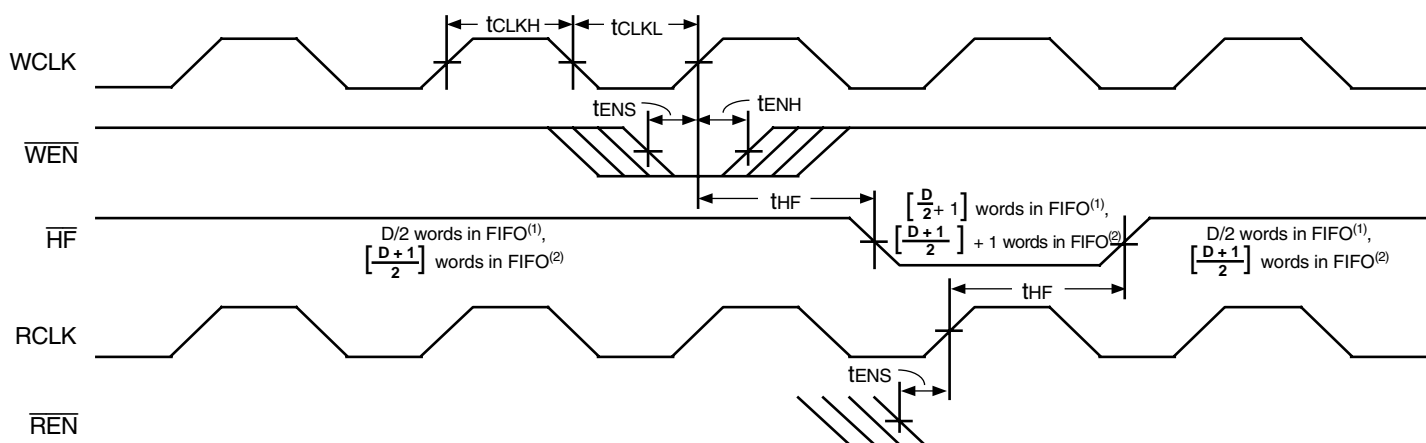 tCLKH tCLKL
WCLK
tENS tENH
WEN
tHF
[D/2 + 1] words in FIFO(1),
[D + 1/2] + 1 words in FIFO(2)
HF
D/2 words in FIFO(1),
[D + 1/2] words in FIFO(2)
D/2 words in FIFO(1),
[D + 1/2] words in FIFO(2)
tHF
RCLK
tENS
REN